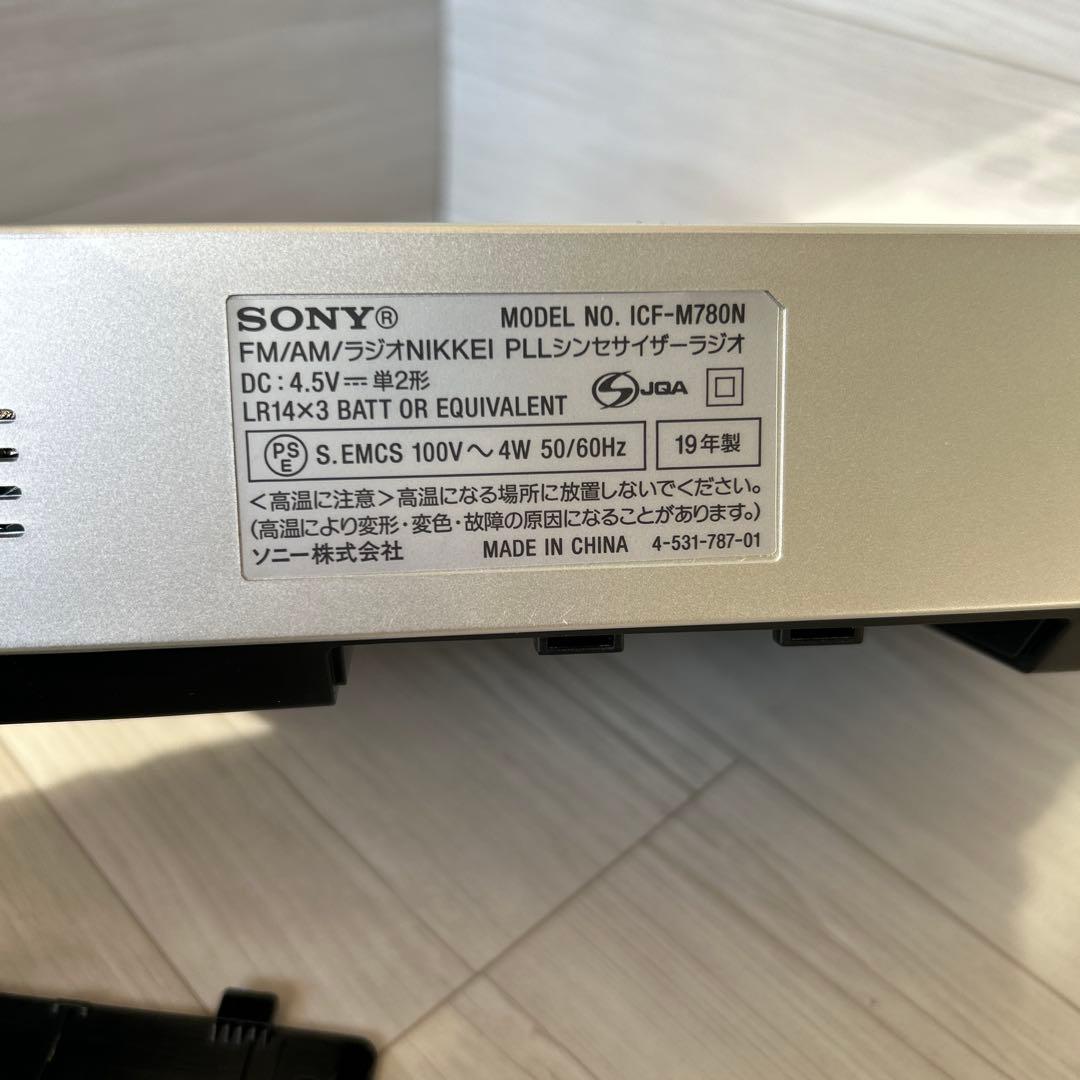 SONY® MODEL NO. ICF-M780N
FM/AM/ラジオNIKKEI PLLシンセサイザーラジオ
DC : 4.5V⎓ 単2形
LR14×3 BATT OR EQUIVALENT
JQA
PSE S.EMCS 100V～ 4W 50/60Hz 19年製
＜高温に注意＞高温になる場所に放置しないでください。
(高温により変形・変色・故障の原因になることがあります。)
ソニー株式会社 MADE IN CHINA 4-531-787-01